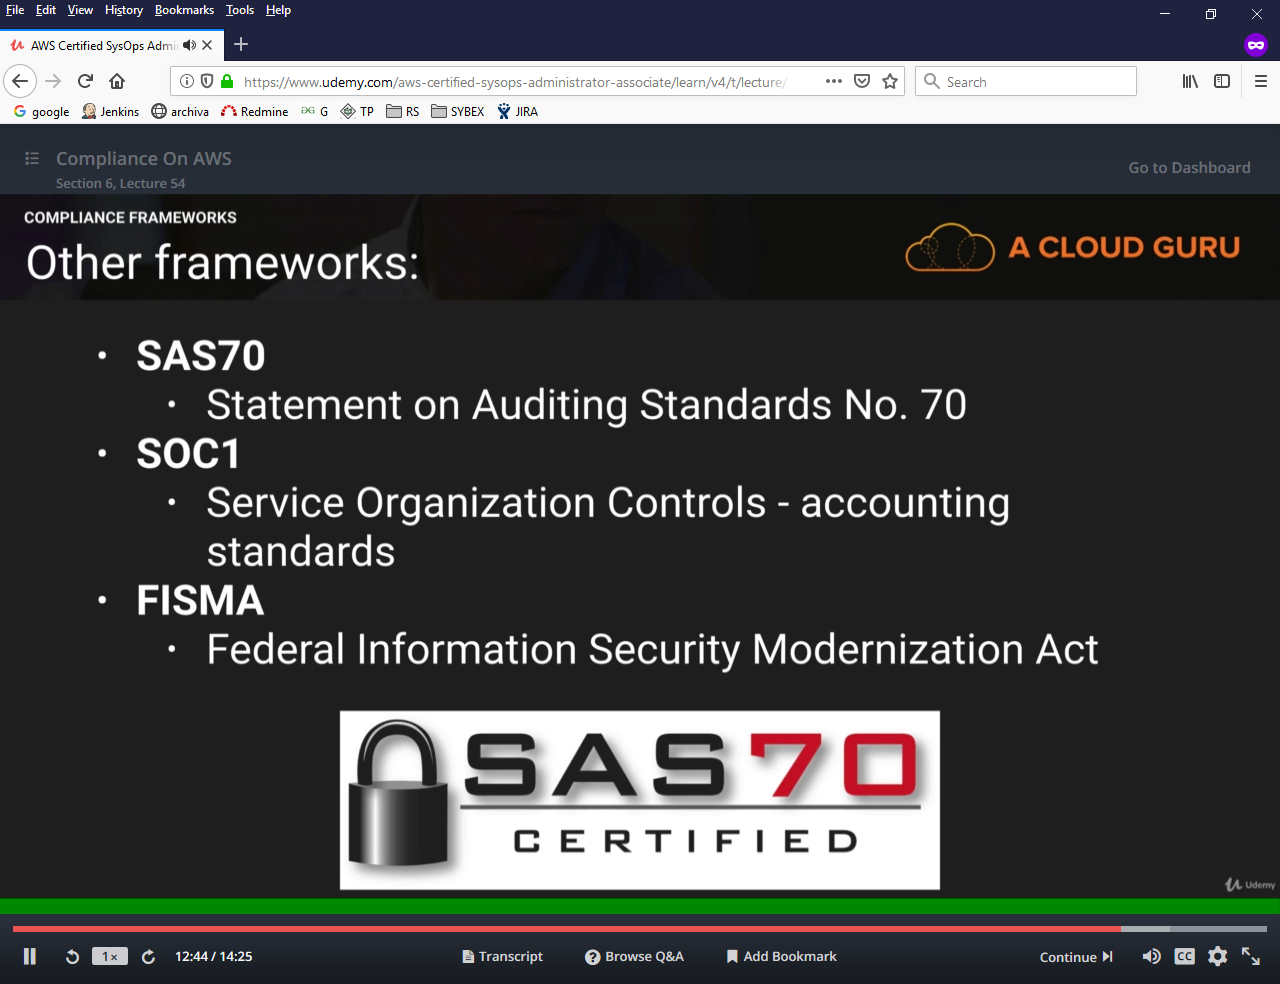 File Edit View History Bookmarks Tools Help
AWS Certified SysOps Admi
https://www.udemy.com/aws-certified-sysops-administrator-associate/learn/v4/t/lecture/
Search
google Jenkins archiva Redmine G TP RS SYBEX JIRA
Compliance On AWS
Section 6, Lecture 54
Go to Dashboard
COMPLIANCE FRAMEWORKS
Other frameworks:
A CLOUD GURU
• SAS70
• Statement on Auditing Standards No. 70
• SOC1
• Service Organization Controls - accounting
standards
• FISMA
• Federal Information Security Modernization Act
SAS70
CERTIFIED
Udemy
1x 12:44 / 14:25 Transcript Browse Q&A Add Bookmark Continue CC